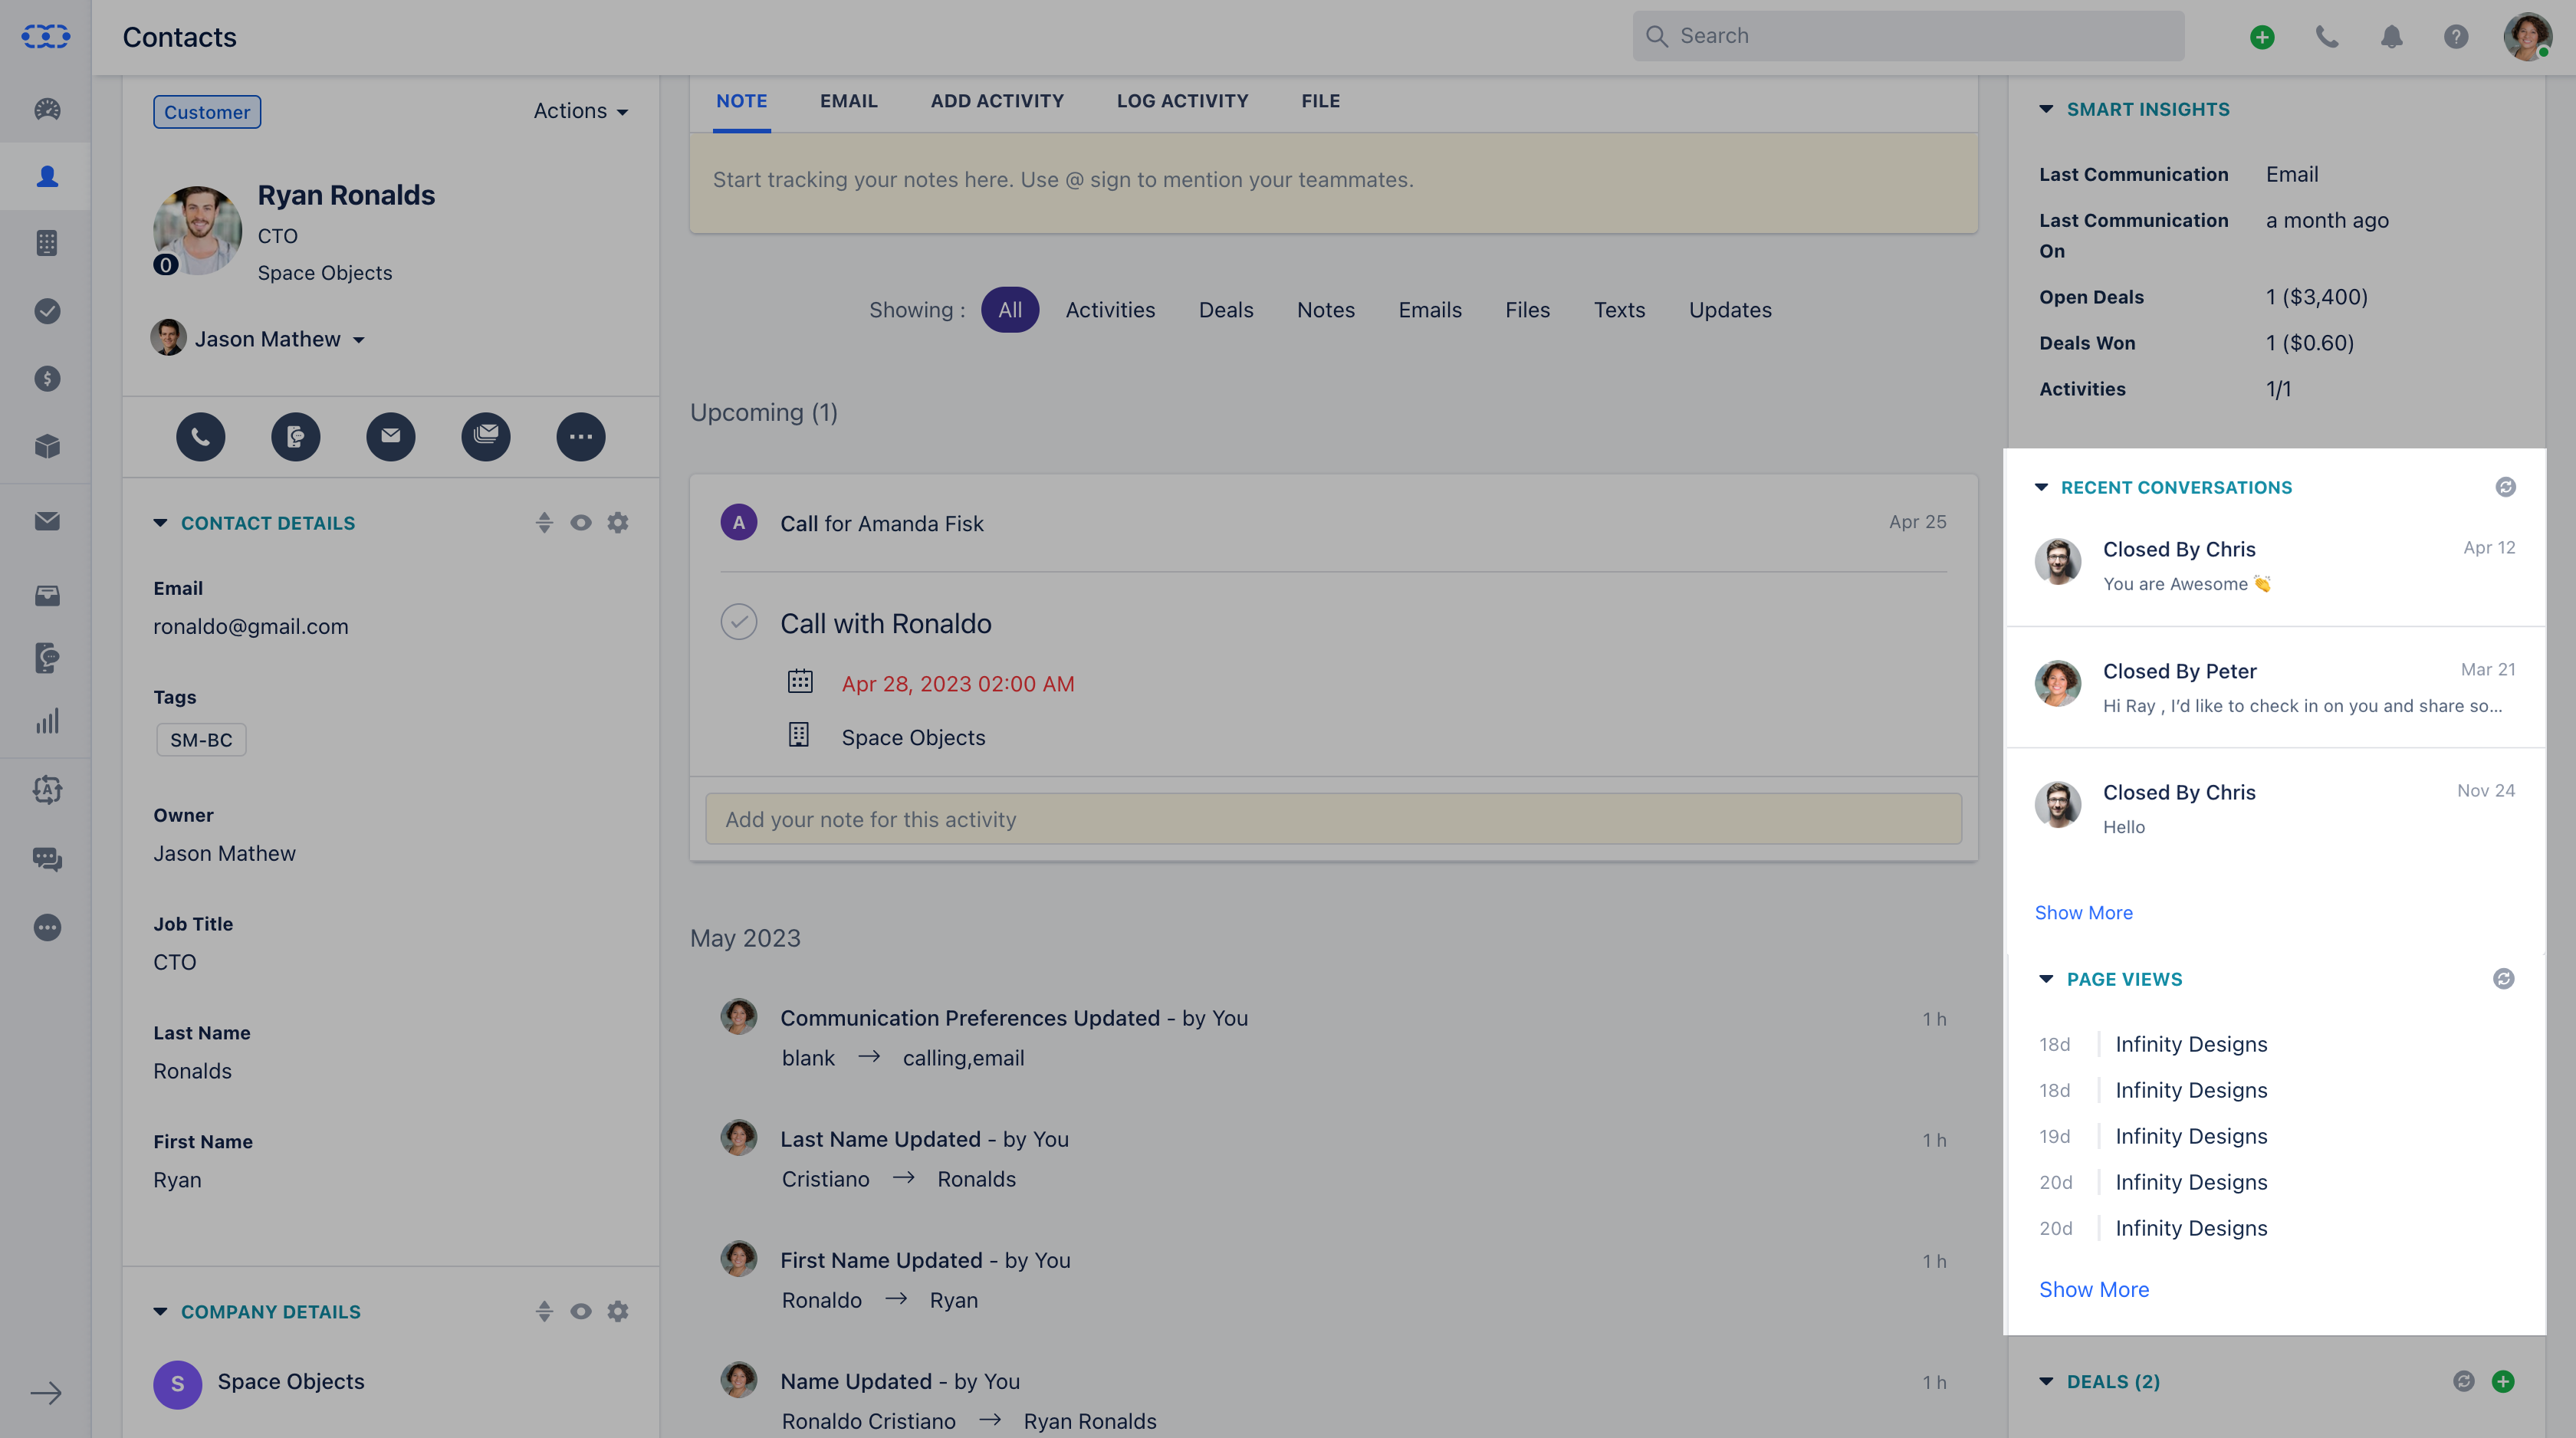 Contacts
Search
Customer
Actions
Ryan Ronalds
CTO
Space Objects
0
Jason Mathew
CONTACT DETAILS
Email
ronaldo@gmail.com
Tags
SM-BC
Owner
Jason Mathew
Job Title
CTO
Last Name
Ronalds
First Name
Ryan
COMPANY DETAILS
S
Space Objects
NOTE EMAIL ADD ACTIVITY LOG ACTIVITY FILE
Start tracking your notes here. Use @ sign to mention your teammates.
Showing : All Activities Deals Notes Emails Files Texts Updates
Upcoming (1)
A Call for Amanda Fisk Apr 25
Call with Ronaldo
Apr 28, 2023 02:00 AM
Space Objects
Add your note for this activity
May 2023
Communication Preferences Updated - by You 1 h
blank → calling,email
Last Name Updated - by You 1 h
Cristiano → Ronalds
First Name Updated - by You 1 h
Ronaldo → Ryan
Name Updated - by You 1 h
Ronaldo Cristiano → Ryan Ronalds
SMART INSIGHTS
Last Communication Email
Last Communication On a month ago
Open Deals 1 ($3,400)
Deals Won 1 ($0.60)
Activities 1/1
RECENT CONVERSATIONS
Closed By Chris Apr 12
You are Awesome 👏
Closed By Peter Mar 21
Hi Ray , I’d like to check in on you and share so...
Closed By Chris Nov 24
Hello
Show More
PAGE VIEWS
18d Infinity Designs
18d Infinity Designs
19d Infinity Designs
20d Infinity Designs
20d Infinity Designs
Show More
DEALS (2)